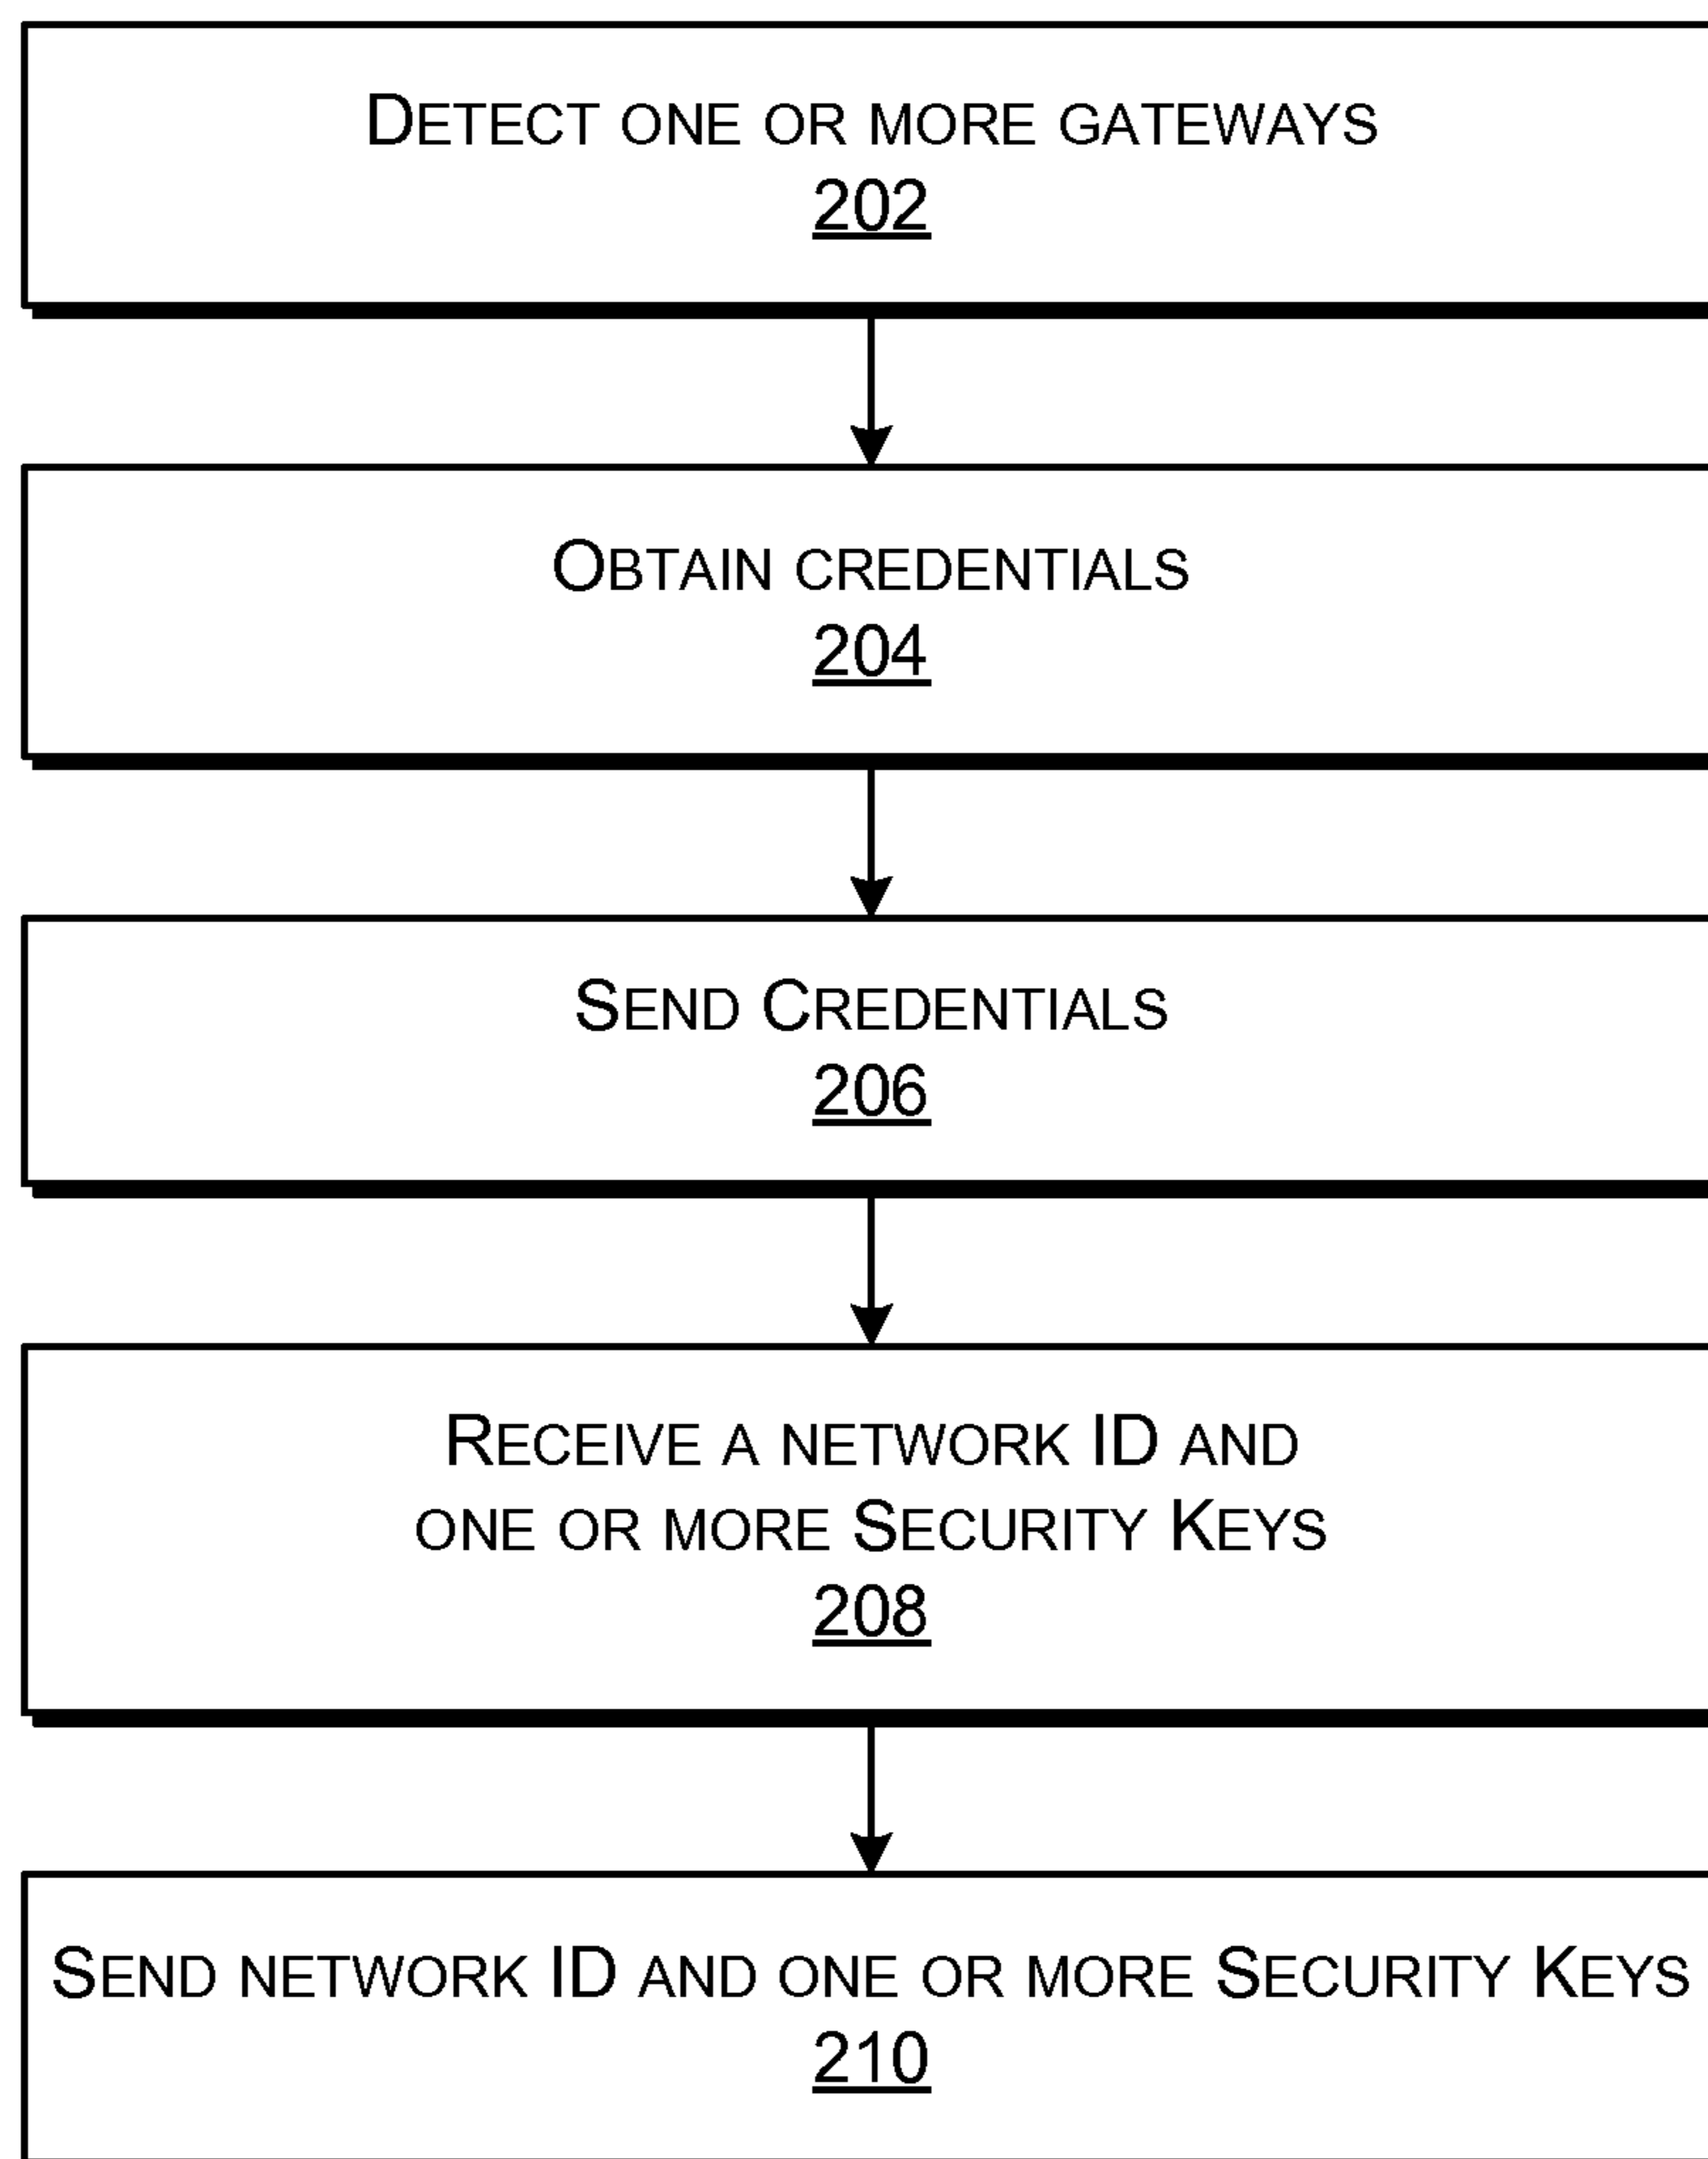 Detect one or more gateways
202
Obtain credentials
204
Send Credentials
206
Receive a network ID and
one or more Security Keys
208
Send network ID and one or more Security Keys
210